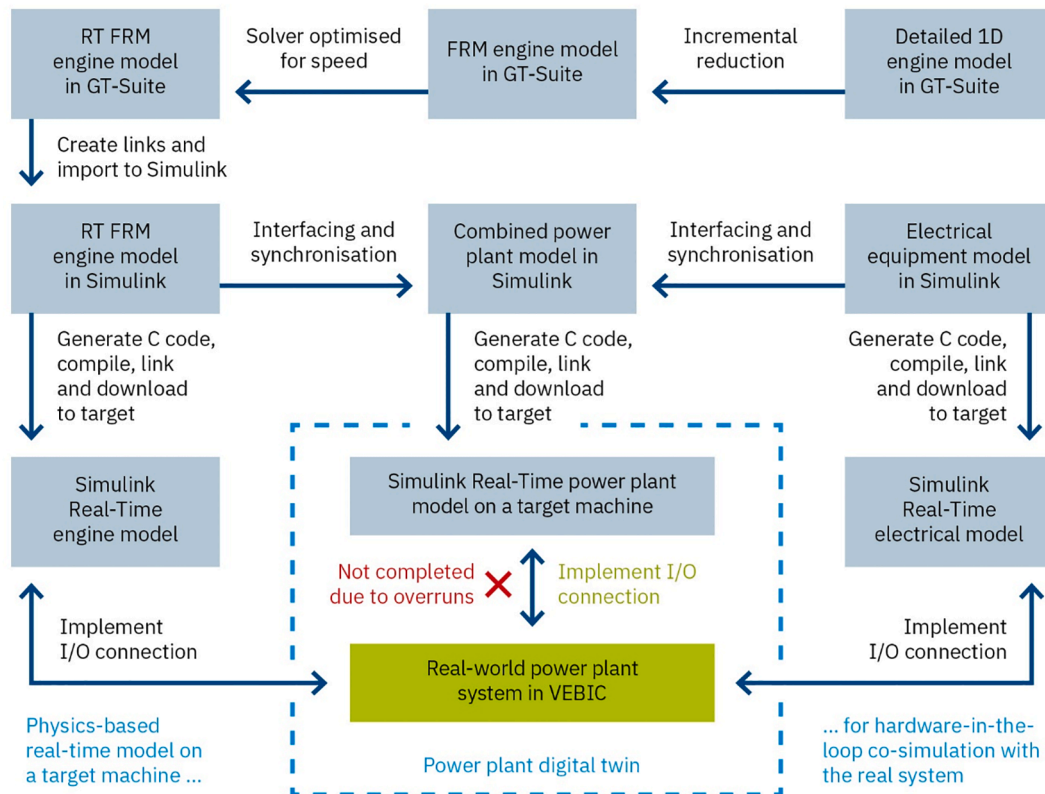 RT FRM
engine model
in GT-Suite
Solver optimised
for speed
FRM engine model
in GT-Suite
Incremental
reduction
Detailed 1D
engine model
in GT-Suite
Create links and
import to Simulink
RT FRM
engine model
in Simulink
Interfacing and
synchronisation
Combined power
plant model in
Simulink
Interfacing and
synchronisation
Electrical
equipment model
in Simulink
Generate C code,
compile, link
and download
to target
Generate C code,
compile, link
and download
to target
Generate C code,
compile, link
and download
to target
Simulink
Real-Time
engine model
Simulink Real-Time power plant
model on a target machine
Simulink
Real-Time
electrical model
Not completed
due to overruns
Implement I/O
connection
Implement
I/O connection
Real-world power plant
system in VEBIC
Implement
I/O connection
Physics-based
real-time model on
a target machine ...
Power plant digital twin
... for hardware-in-the-
loop co-simulation with
the real system